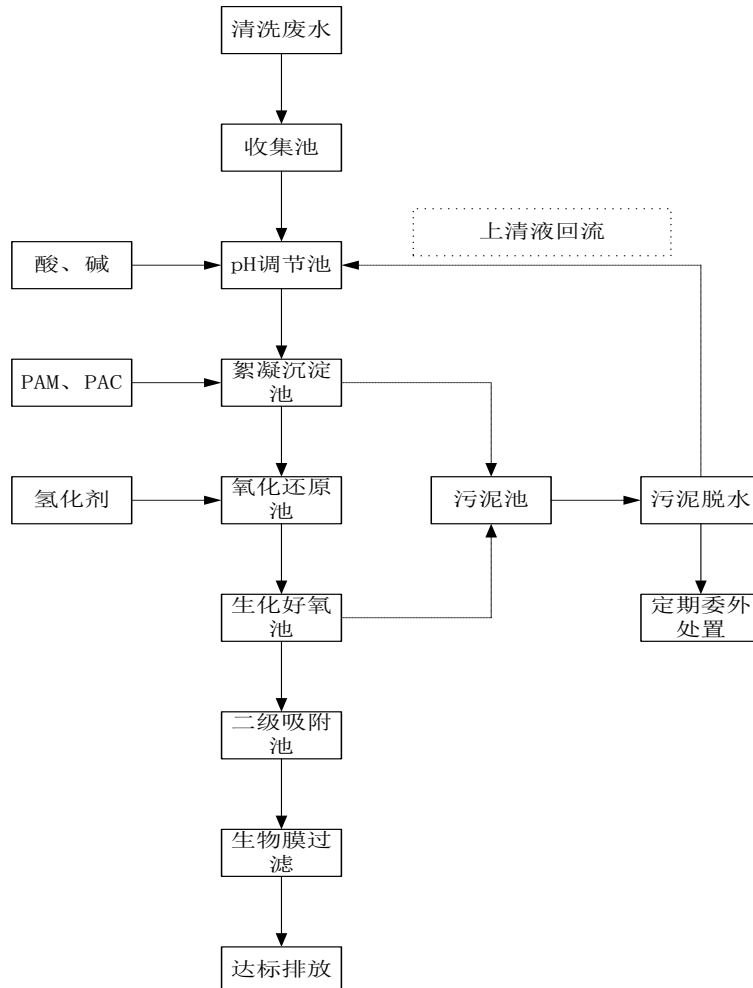 清洗废水
收集池
上清液回流
酸、碱
pH调节池
PAM、PAC
絮凝沉淀
池
氢化剂
氧化还原
池
污泥池
污泥脱水
生化好氧
池
定期委外
处置
二级吸附
池
生物膜过
滤
达标排放